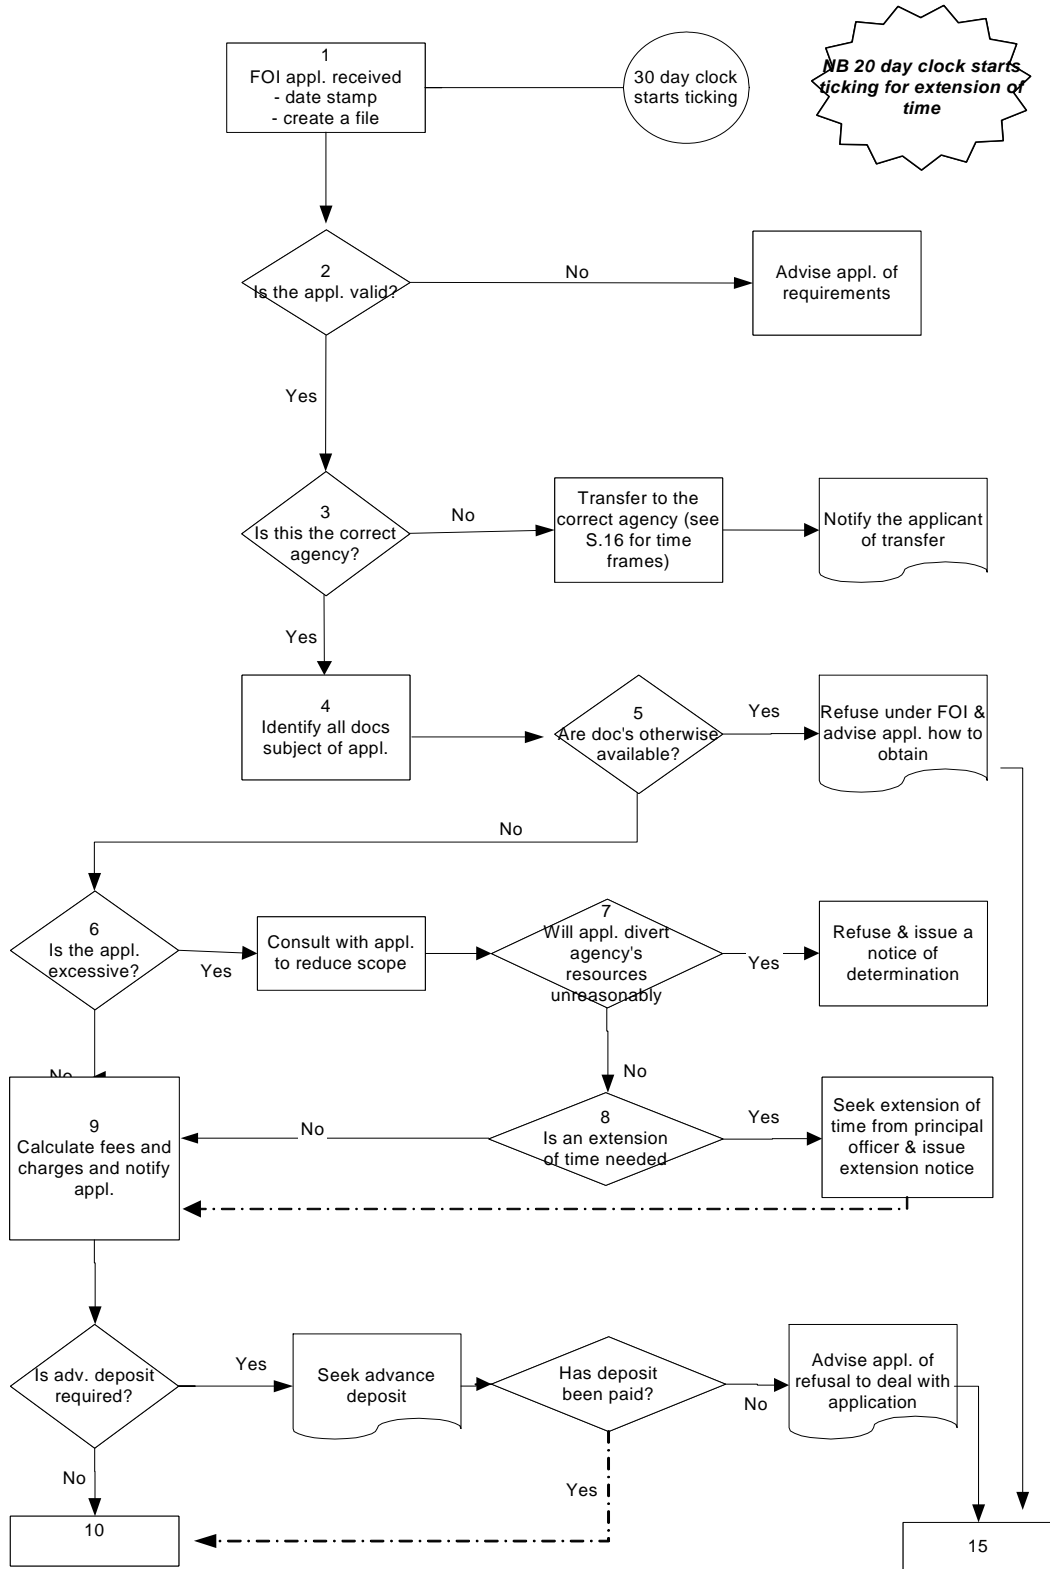 1
FOI appl. received
- date stamp
- create a file
30 day clock
starts ticking
NB 20 day clock starts
ticking for extension of
time
2
Is the appl. valid?
No
Advise appl. of
requirements
Yes
3
Is this the correct
agency?
No
Transfer to the
correct agency (see
S.16 for time
frames)
Notify the applicant
of transfer
Yes
4
Identify all docs
subject of appl.
5
Are doc's otherwise
available?
Yes
Refuse under FOI &
advise appl. how to
obtain
No
6
Is the appl.
excessive?
Yes
Consult with appl.
to reduce scope
7
Will appl. divert
agency's
resources
unreasonably
Yes
Refuse & issue a
notice of
determination
No
No
8
Is an extension
of time needed
Yes
Seek extension of
time from principal
officer & issue
extension notice
No
9
Calculate fees and
charges and notify
appl.
Is adv. deposit
required?
Yes
Seek advance
deposit
Has deposit
been paid?
No
Advise appl. of
refusal to deal with
application
No
Yes
10
15